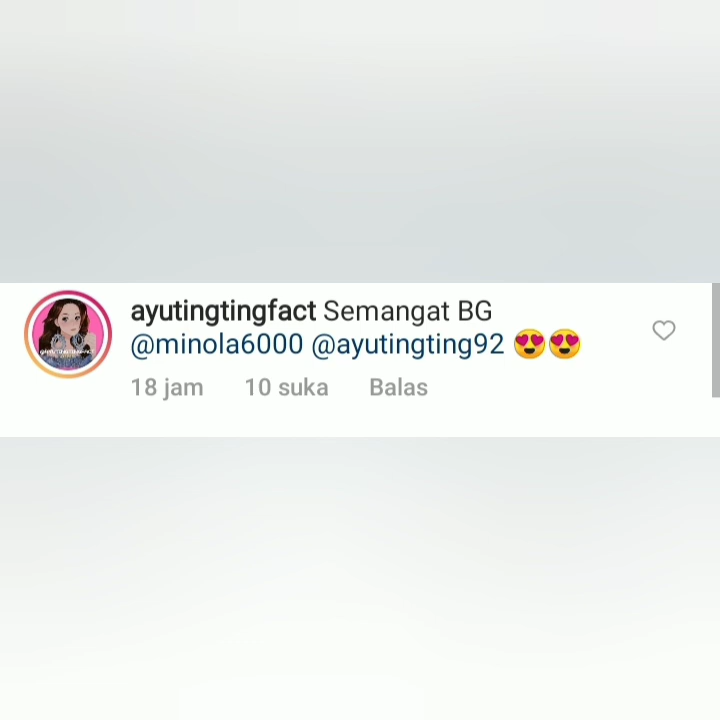 ayutingtingfact Semangat BG
@minola6000 @ayutingting92 😍😍
18 jam 10 suka Balas